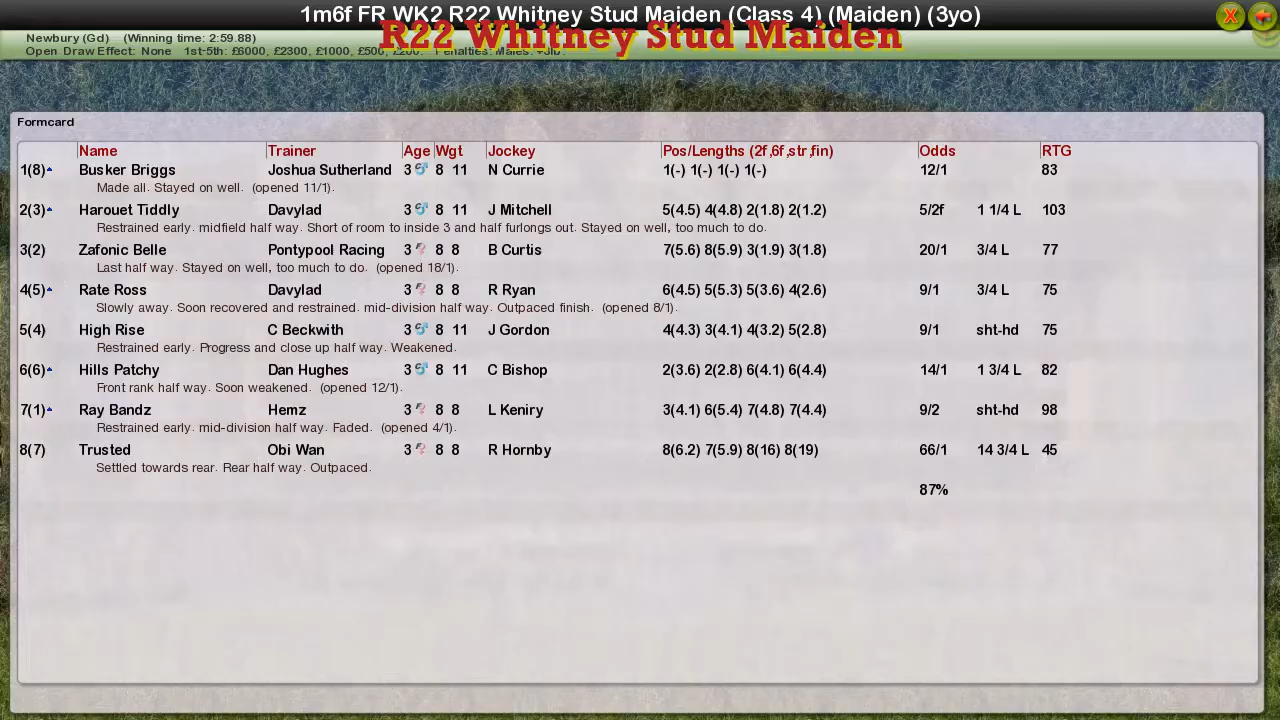 1m6f FR WK2 R22 Whitney Stud Maiden (Class 4) (Maiden) (3yo)
R22 Whitney Stud Maiden
Newbury (Gd) (Winning time: 2:59.88)
Open Draw Effect: None 1st-5th: £6000, £2300, £1000, £500, £200. Penalties: Males: +3lb.
Formcard
Name Trainer Age Wgt Jockey Pos/Lengths (2f,6f,str,fin) Odds RTG
1(8) Busker Briggs Joshua Sutherland 3 8 11 N Currie 1(-) 1(-) 1(-) 1(-) 12/1 83
Made all. Stayed on well. (opened 11/1).
2(3) Harouet Tiddly Davylad 3 8 11 J Mitchell 5(4.5) 4(4.8) 2(1.8) 2(1.2) 5/2f 1 1/4 L 103
Restrained early. midfield half way. Short of room to inside 3 and half furlongs out. Stayed on well, too much to do.
3(2) Zafonic Belle Pontypool Racing 3 8 8 B Curtis 7(5.6) 8(5.9) 3(1.9) 3(1.8) 20/1 3/4 L 77
Last half way. Stayed on well, too much to do. (opened 18/1).
4(5) Rate Ross Davylad 3 8 8 R Ryan 6(4.5) 5(5.3) 5(3.6) 4(2.6) 9/1 3/4 L 75
Slowly away. Soon recovered and restrained. mid-division half way. Outpaced finish. (opened 8/1).
5(4) High Rise C Beckwith 3 8 11 J Gordon 4(4.3) 3(4.1) 4(3.2) 5(2.8) 9/1 sht-hd 75
Restrained early. Progress and close up half way. Weakened.
6(6) Hills Patchy Dan Hughes 3 8 11 C Bishop 2(3.6) 2(2.8) 6(4.1) 6(4.4) 14/1 1 3/4 L 82
Front rank half way. Soon weakened. (opened 12/1).
7(1) Ray Bandz Hemz 3 8 8 L Keniry 3(4.1) 6(5.4) 7(4.8) 7(4.4) 9/2 sht-hd 98
Restrained early. mid-division half way. Faded. (opened 4/1).
8(7) Trusted Obi Wan 3 8 8 R Hornby 8(6.2) 7(5.9) 8(16) 8(19) 66/1 14 3/4 L 45
Settled towards rear. Rear half way. Outpaced.
87%